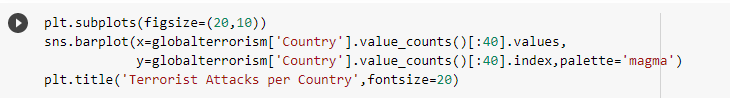 plt.subplots(figsize=(20,10))
sns.barplot(x=globalterrorism['Country'].value_counts()[:40].values,
y=globalterrorism['Country'].value_counts()[:40].index,palette='magma')
plt.title('Terrorist Attacks per Country',fontsize=20)